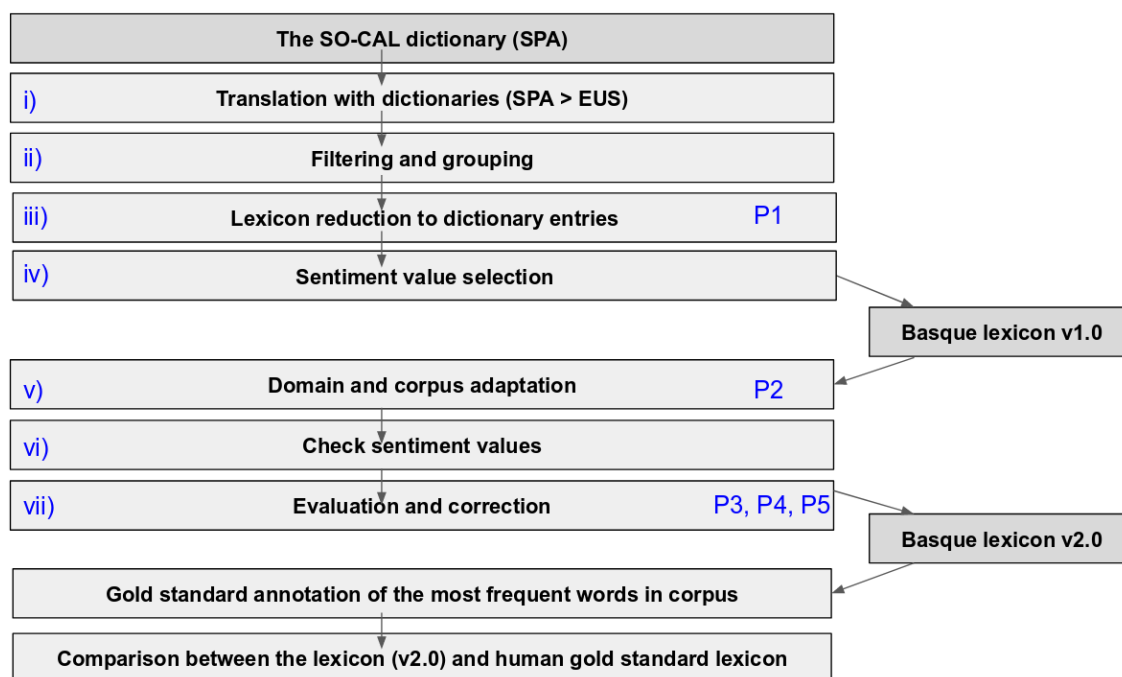 The SO-CAL dictionary (SPA)
i) Translation with dictionaries (SPA > EUS)
ii) Filtering and grouping
iii) Lexicon reduction to dictionary entries P1
iv) Sentiment value selection
Basque lexicon v1.0
v) Domain and corpus adaptation P2
vi) Check sentiment values
vii) Evaluation and correction P3, P4, P5
Basque lexicon v2.0
Gold standard annotation of the most frequent words in corpus
Comparison between the lexicon (v2.0) and human gold standard lexicon